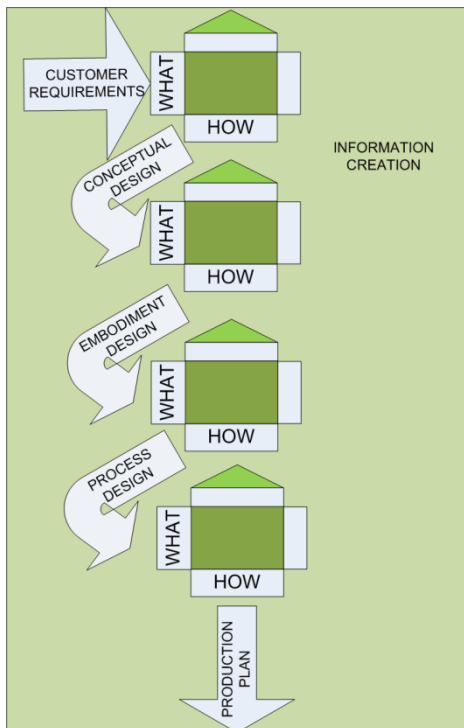 CUSTOMER
REQUIREMENTS
WHAT
HOW
INFORMATION
CREATION
CONCEPTUAL
DESIGN
WHAT
HOW
EMBODIMENT
DESIGN
WHAT
HOW
PROCESS
DESIGN
WHAT
HOW
PRODUCTION
PLAN